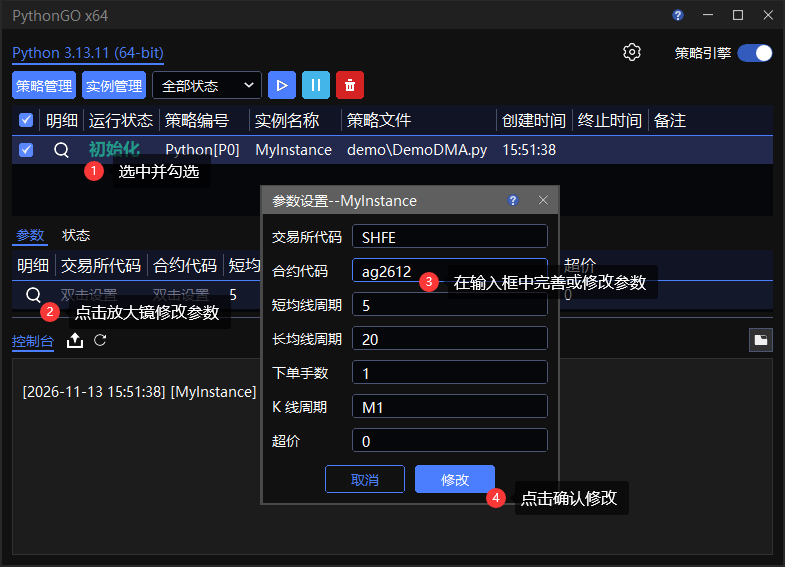 PythonGO x64
?
Python 3.13.11 (64-bit)
策略引擎
策略管理 实例管理 全部状态
明细 运行状态 策略编号 实例名称 策略文件 创建时间 终止时间 备注
初始化 Python[P0] MyInstance demo\DemoDMA.py 15:51:38
1 选中并勾选
参数设置--MyInstance ?
参数 状态
明细 交易所代码 合约代码 短均 超价
双击设置 双击设置 5 0
2 点击放大镜修改参数
交易所代码 SHFE
合约代码 ag2612
3 在输入框中完善或修改参数
短均线周期 5
长均线周期 20
下单手数 1
K 线周期 M1
超价 0
取消 修改
4 点击确认修改
控制台
[2026-11-13 15:51:38] [MyInstance]